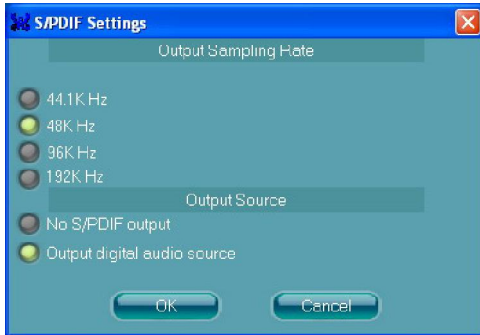 S/PDIF Settings
Output Sampling Rate
44.1K Hz
48K Hz
96K Hz
192K Hz
Output Source
No S/PDIF output
Output digital audio source
OK
Cancel